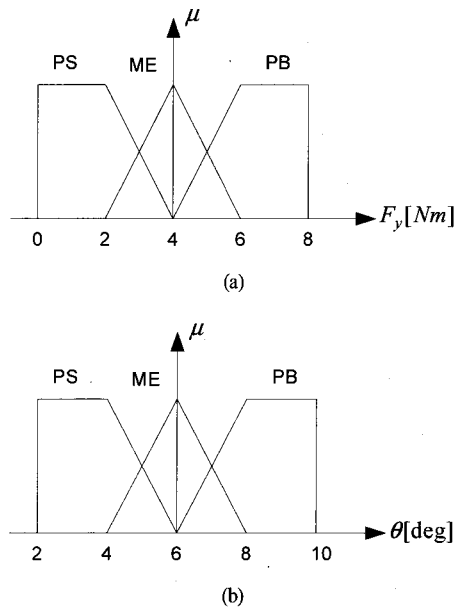 μ
PS ME PB
0 2 4 6 8 F_y[Nm]
(a)
μ
PS ME PB
2 4 6 8 10 θ[deg]
(b)